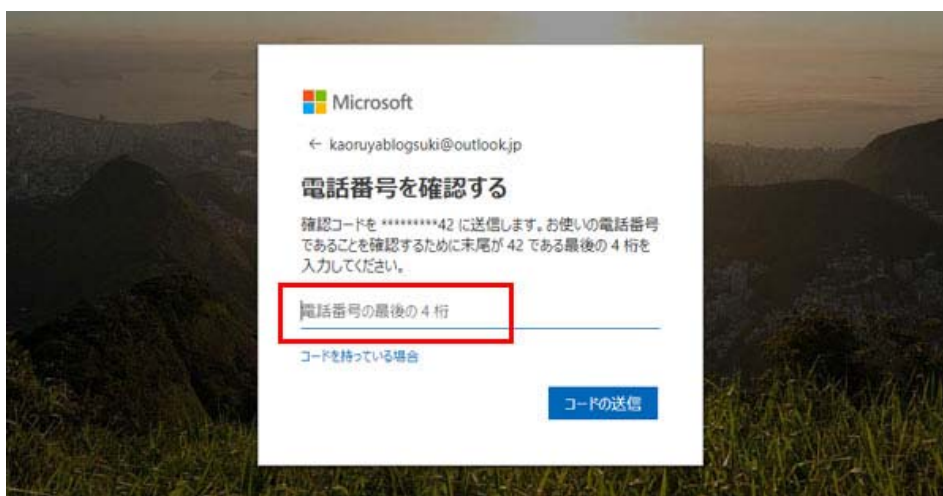 Microsoft
← kaoruyablogsuki@outlook.jp
電話番号を確認する
確認コードを *********42 に送信します。お使いの電話番号
であることを確認するために末尾が 42 である最後の 4 桁を
入力してください。
電話番号の最後の 4 桁
コードを持っている場合
コードの送信